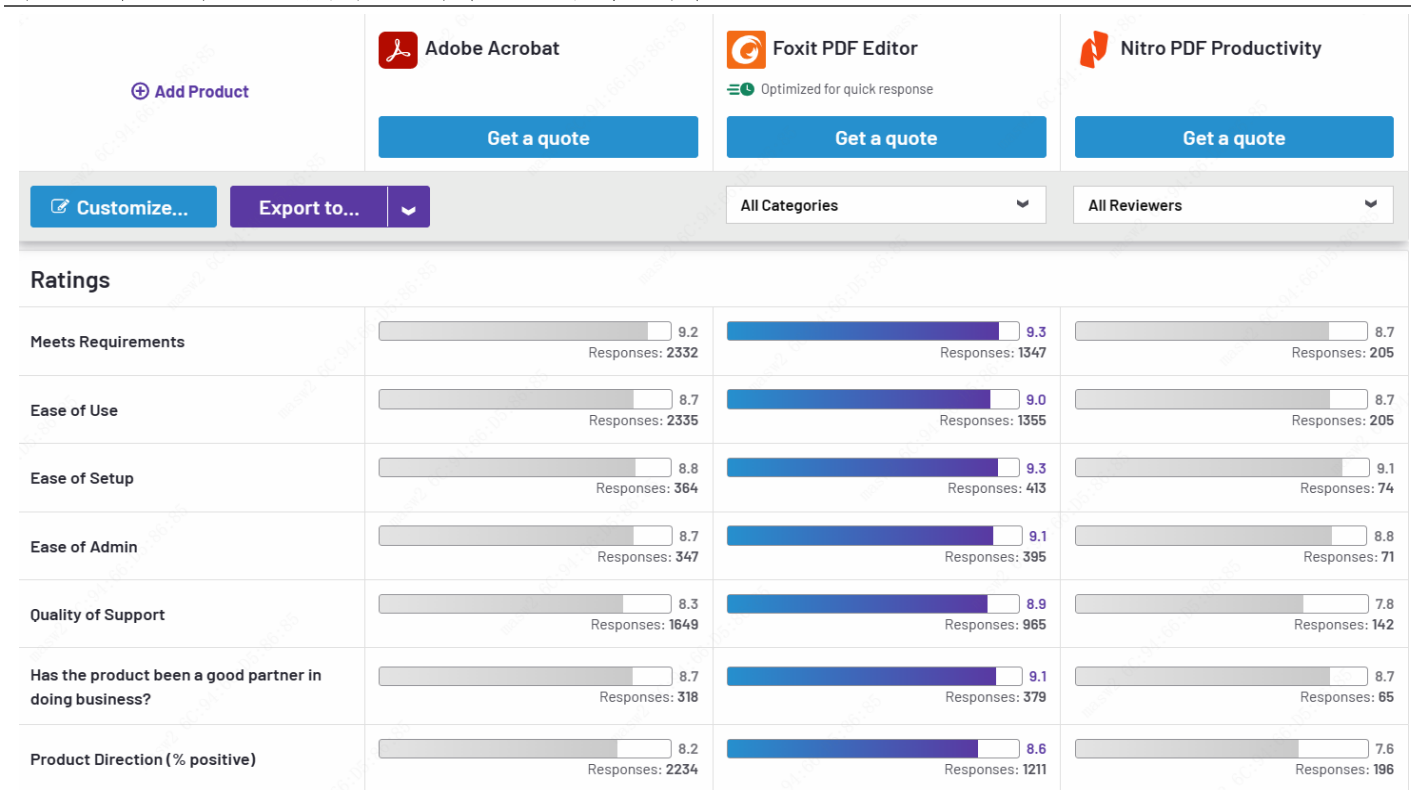 Adobe Acrobat
Foxit PDF Editor
Nitro PDF Productivity
Add Product
Optimized for quick response
Get a quote
Get a quote
Get a quote
Customize...
Export to...
All Categories
All Reviewers
Ratings
Meets Requirements
9.2
Responses: 2332
9.3
Responses: 1347
8.7
Responses: 205
Ease of Use
8.7
Responses: 2335
9.0
Responses: 1355
8.7
Responses: 205
Ease of Setup
8.8
Responses: 364
9.3
Responses: 413
9.1
Responses: 74
Ease of Admin
8.7
Responses: 347
9.1
Responses: 395
8.8
Responses: 71
Quality of Support
8.3
Responses: 1649
8.9
Responses: 965
7.8
Responses: 142
Has the product been a good partner in
doing business?
8.7
Responses: 318
9.1
Responses: 379
8.7
Responses: 65
Product Direction (% positive)
8.2
Responses: 2234
8.6
Responses: 1211
7.6
Responses: 196